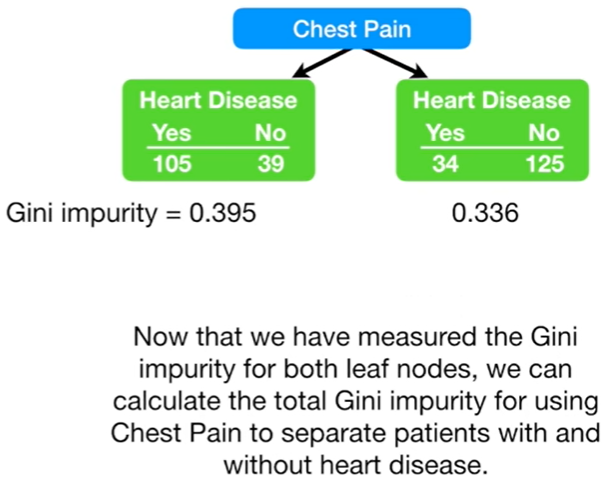 Chest Pain
Heart Disease Heart Disease
Yes No Yes No
105 39 34 125
Gini impurity = 0.395 0.336
Now that we have measured the Gini
impurity for both leaf nodes, we can
calculate the total Gini impurity for using
Chest Pain to separate patients with and
without heart disease.